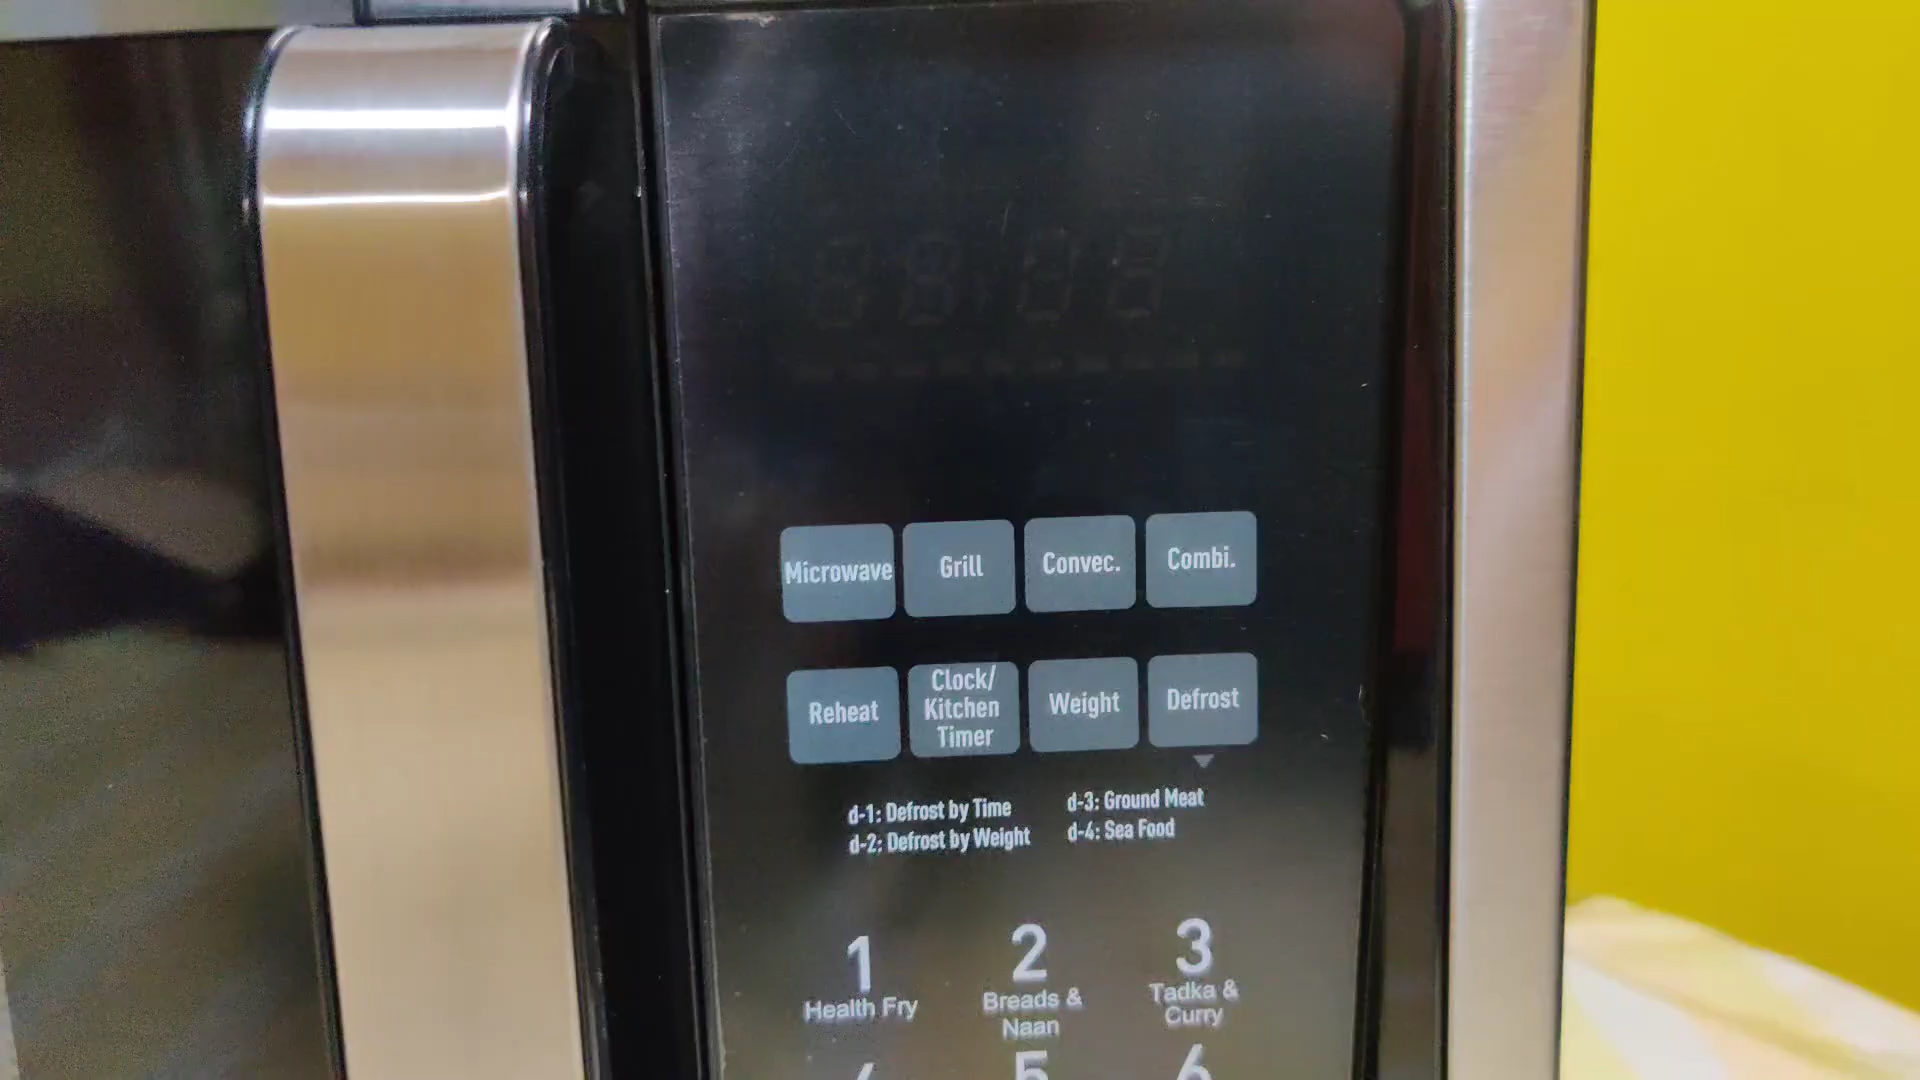 Microwave Grill Convec. Combi.
Reheat Clock/ Kitchen Timer Weight Defrost
d-1: Defrost by Time d-3: Ground Meat
d-2: Defrost by Weight d-4: Sea Food
1 2 3
Health Fry Breads & Naan Tadka & Curry
5 6